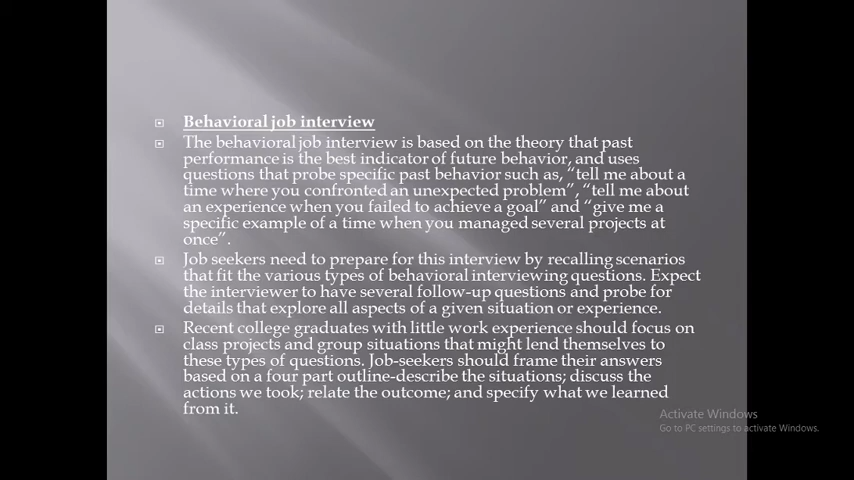 Behavioral job interview
The behavioral job interview is based on the theory that past
performance is the best indicator of future behavior, and uses
questions that probe specific past behavior such as, “tell me about a
time where you confronted an unexpected problem”, “tell me about
an experience when you failed to achieve a goal” and “give me a
specific example of a time when you managed several projects at
once”.
Job seekers need to prepare for this interview by recalling scenarios
that fit the various types of behavioral interviewing questions. Expect
the interviewer to have several follow-up questions and probe for
details that explore all aspects of a given situation or experience.
Recent college graduates with little work experience should focus on
class projects and group situations that might lend themselves to
these types of questions. Job-seekers should frame their answers
based on a four part outline-describe the situations; discuss the
actions we took; relate the outcome; and specify what we learned
from it.
Activate Windows
Go to PC settings to activate Windows.